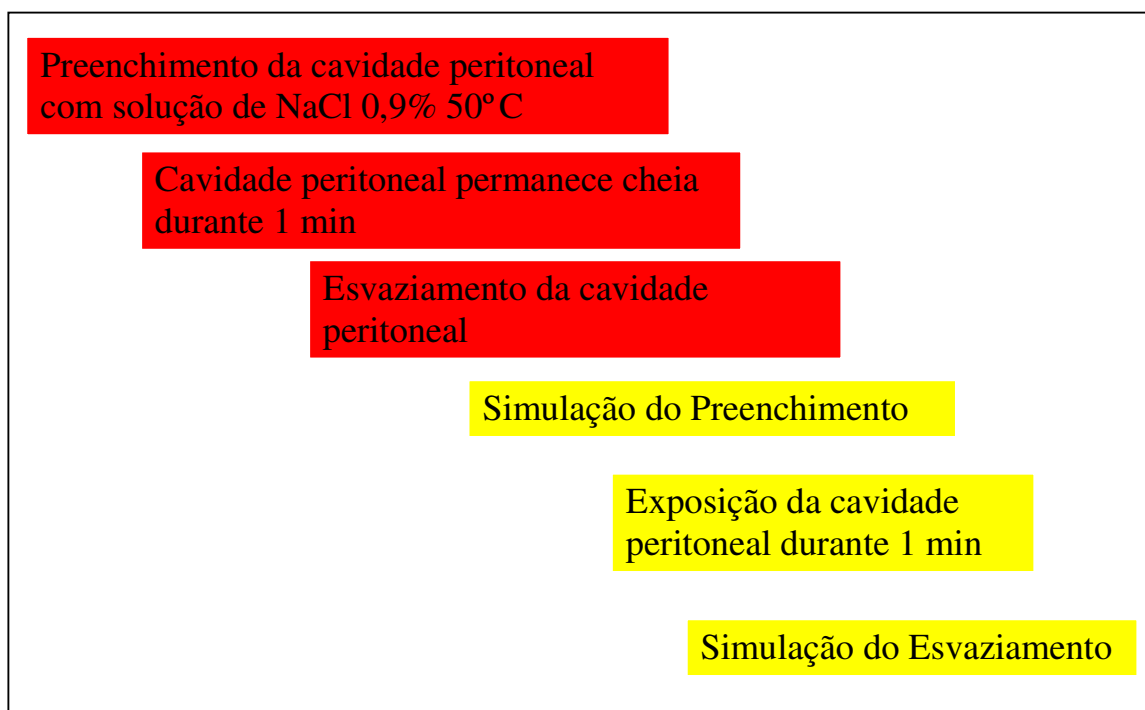 Preenchimento da cavidade peritoneal
com solução de NaCl 0,9% 50ºC
Cavidade peritoneal permanece cheia
durante 1 min
Esvaziamento da cavidade
peritoneal
Simulação do Preenchimento
Exposição da cavidade
peritoneal durante 1 min
Simulação do Esvaziamento